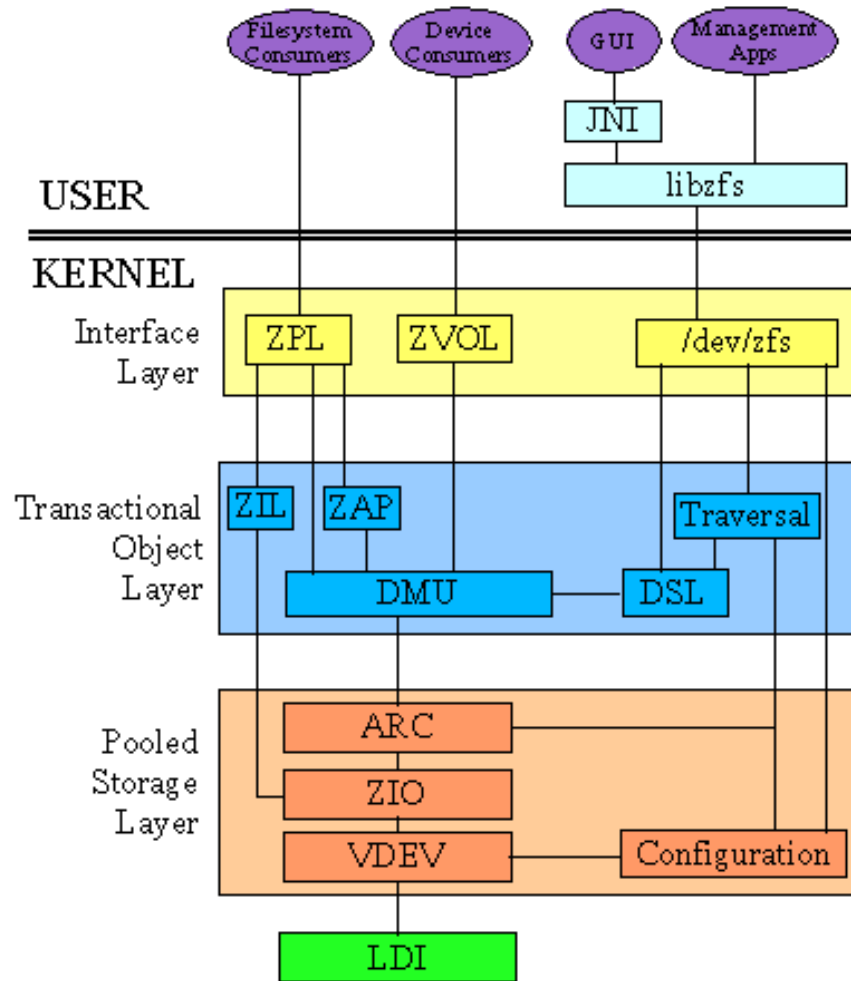 Filesystem
Consumers
Device
Consumers
GUI
Management
Apps
JNI
libzfs
USER
KERNEL
Interface
Layer
ZPL
ZVOL
/dev/zfs
Transactional
Object
Layer
ZIL
ZAP
Traversal
DMU
DSL
Pooled
Storage
Layer
ARC
ZIO
VDEV
Configuration
LDI